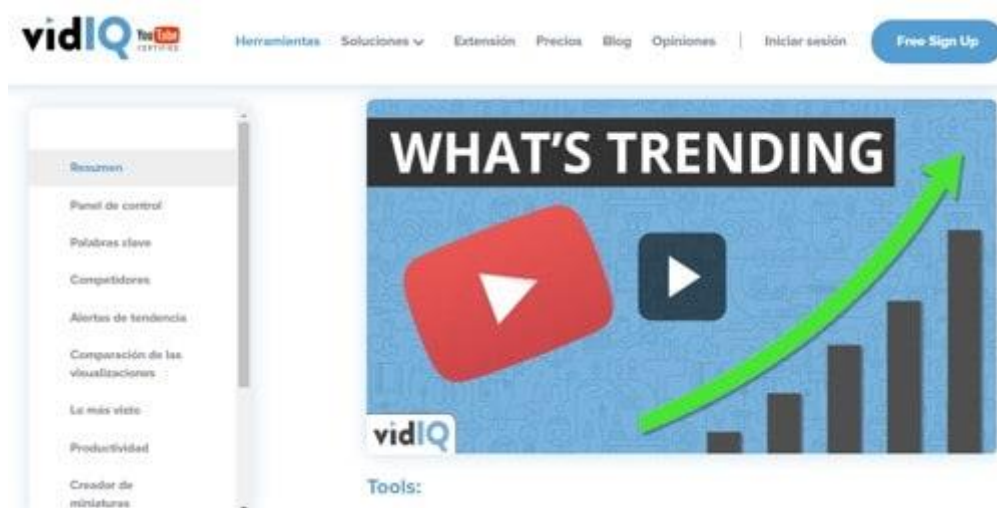 vidIQ YouTube CERTIFIED
Herramientas Soluciones Extensión Precios Blog Opiniones | Iniciar sesión Free Sign Up
Resumen
Panel de control
Palabras clave
Competidores
Alertas de tendencia
Comparación de las
visualizaciones
Lo más visto
Productividad
Creador de
miniaturas
WHAT'S TRENDING
vidIQ
Tools: